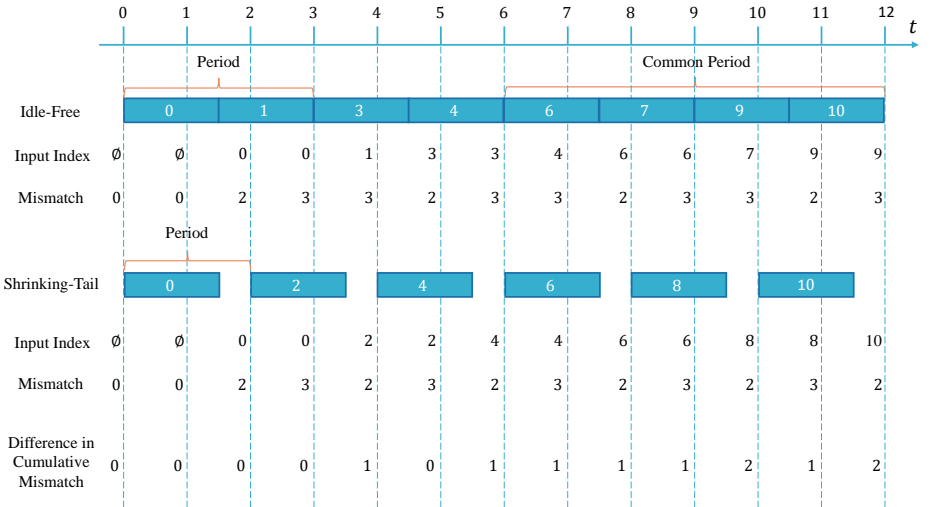 0 1 2 3 4 5 6 7 8 9 10 11 12
t
Period Common Period
Idle-Free 0 1 3 4 6 7 9 10
Input Index ∅ ∅ 0 0 1 3 3 4 6 6 7 9 9
Mismatch 0 0 2 3 3 2 3 3 2 3 3 2 3
Period
Shrinking-Tail 0 2 4 6 8 10
Input Index ∅ ∅ 0 0 2 2 4 4 6 6 8 8 10
Mismatch 0 0 2 3 2 3 2 3 2 3 2 3 2
Difference in
Cumulative
Mismatch
0 0 0 0 1 0 1 1 1 1 2 1 2